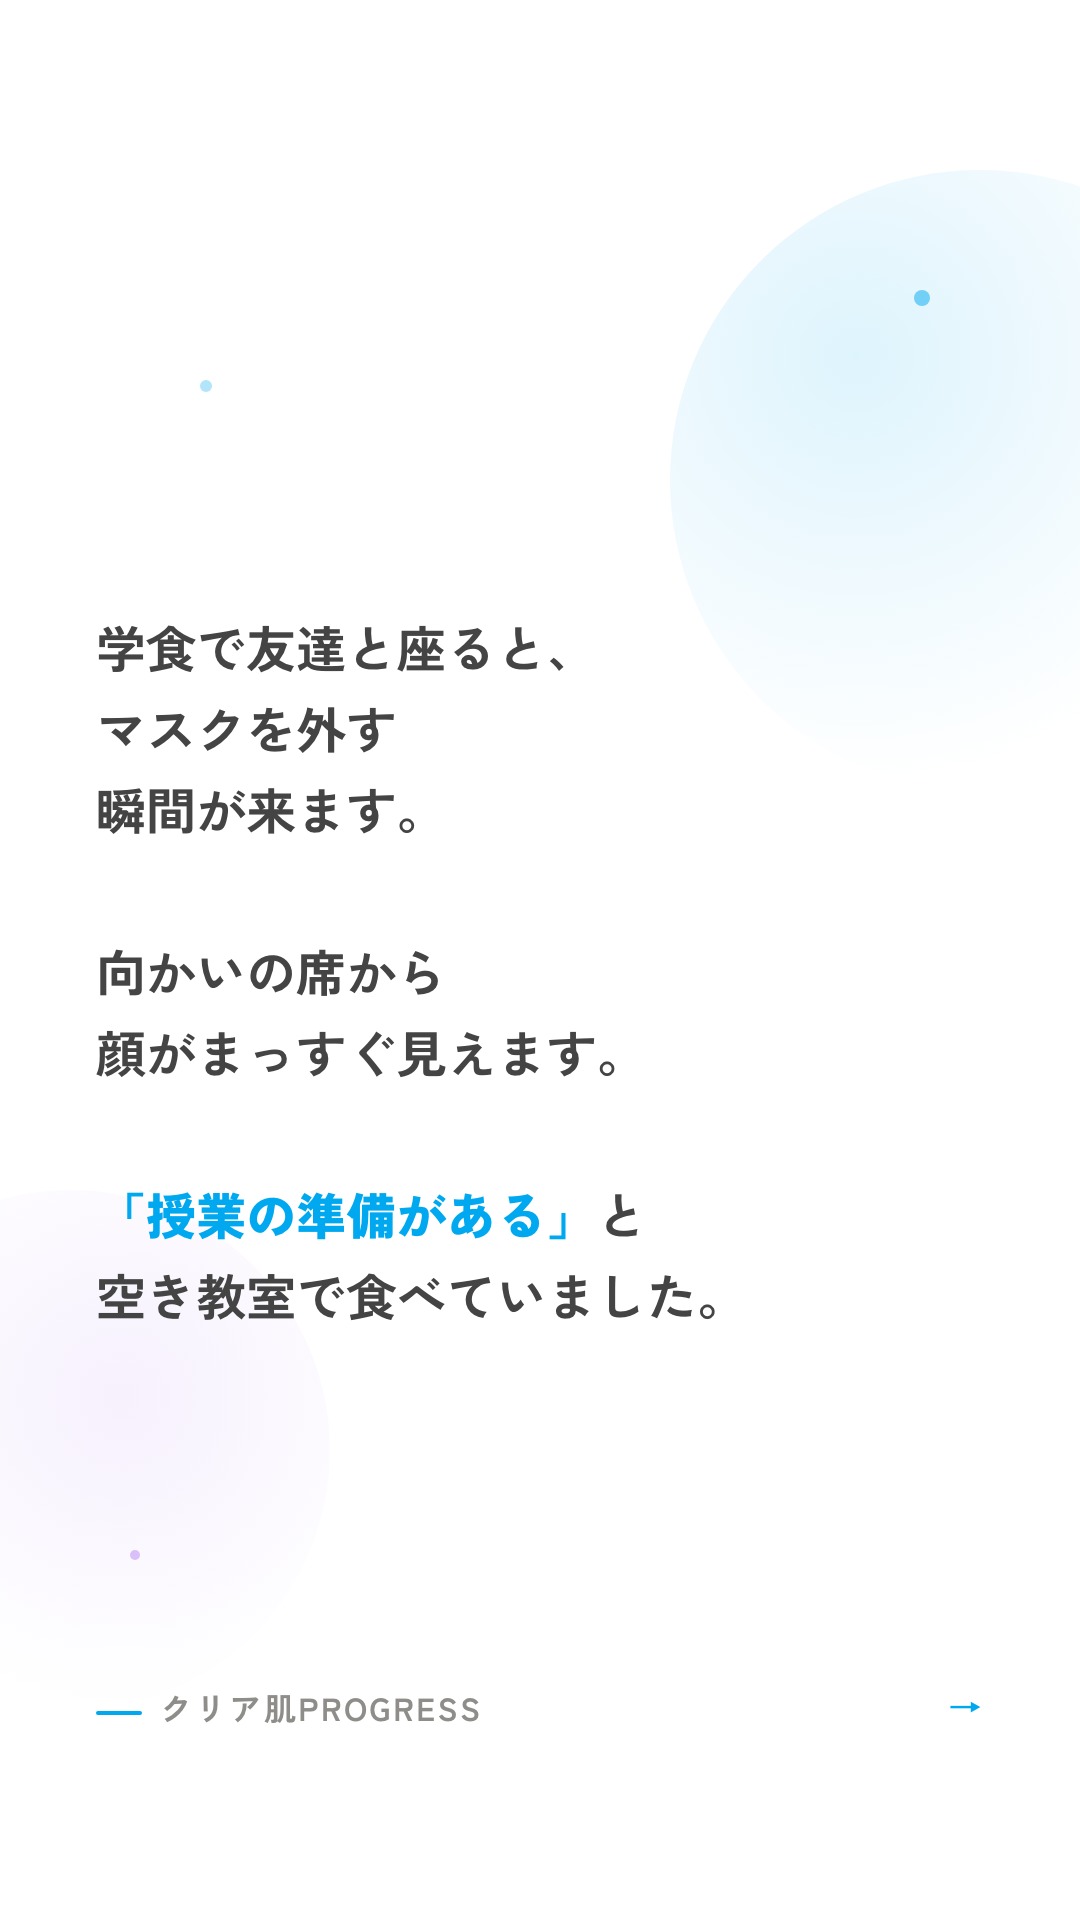 学食で友達と座ると、
マスクを外す
瞬間が来ます。
向かいの席から
顔がまっすぐ見えます。
「授業の準備がある」と
空き教室で食べていました。
クリア肌PROGRESS
→